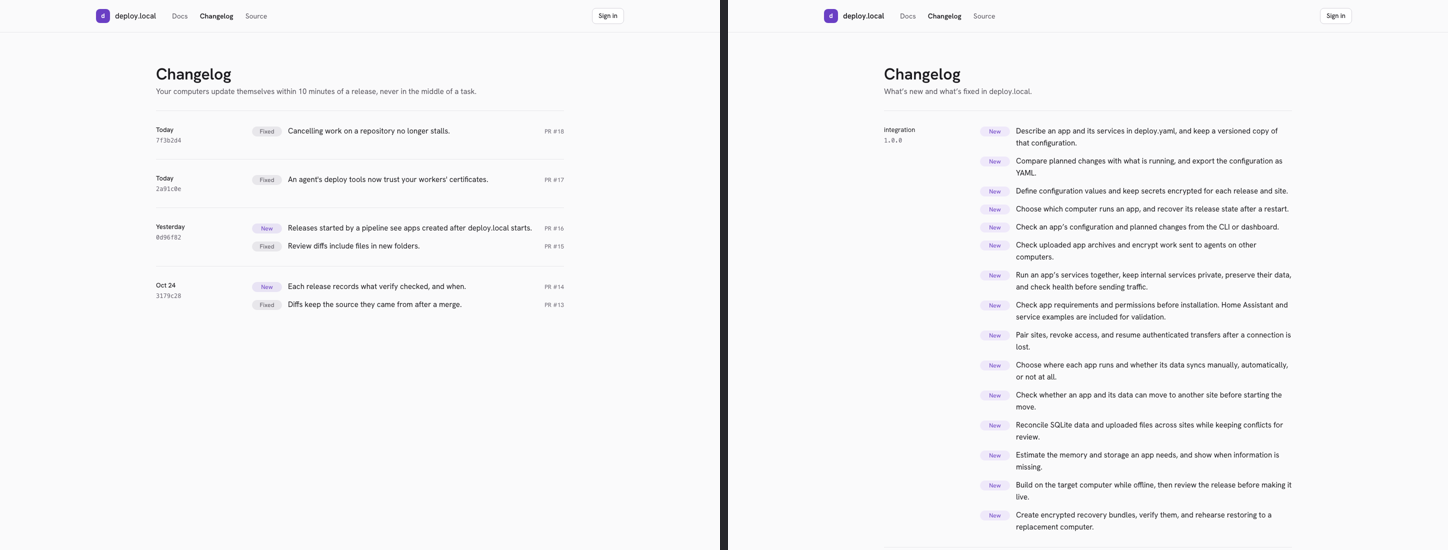 d deploy.local Docs Changelog Source Sign in
Changelog
Your computers update themselves within 10 minutes of a release, never in the middle of a task.
Today
7f3b2d4
Fixed Cancelling work on a repository no longer stalls. PR #18
Today
2a91c0e
Fixed An agent's deploy tools now trust your workers' certificates. PR #17
Yesterday
0d96f82
New Releases started by a pipeline see apps created after deploy.local starts. PR #16
Fixed Review diffs include files in new folders. PR #15
Oct 24
3179c28
New Each release records what verify checked, and when. PR #14
Fixed Diffs keep the source they came from after a merge. PR #13
d deploy.local Docs Changelog Source Sign in
Changelog
What's new and what's fixed in deploy.local.
integration
1.0.0
New Describe an app and its services in deploy.yaml, and keep a versioned copy of
that configuration.
New Compare planned changes with what is running, and export the configuration as
YAML.
New Define configuration values and keep secrets encrypted for each release and site.
New Choose which computer runs an app, and recover its release state after a restart.
New Check an app's configuration and planned changes from the CLI or dashboard.
New Check uploaded app archives and encrypt work sent to agents on other
computers.
New Run an app's services together, keep internal services private, preserve their data,
and check health before sending traffic.
New Check app requirements and permissions before installation. Home Assistant and
service examples are included for validation.
New Pair sites, revoke access, and resume authenticated transfers after a connection is
lost.
New Choose where each app runs and whether its data syncs manually, automatically,
or not at all.
New Check whether an app and its data can move to another site before starting the
move.
New Reconcile SQLite data and uploaded files across sites while keeping conflicts for
review.
New Estimate the memory and storage an app needs, and show when information is
missing.
New Build on the target computer while offline, then review the release before making it
live.
New Create encrypted recovery bundles, verify them, and rehearse restoring to a
replacement computer.